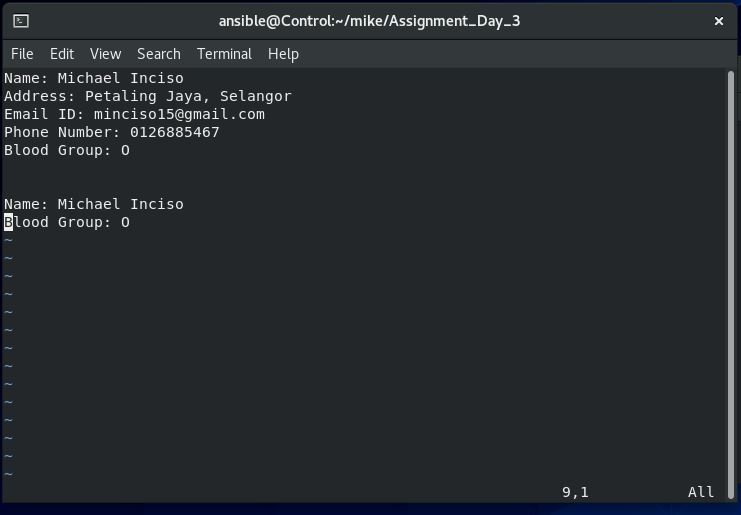 ansible@Control:~/mike/Assignment_Day_3
File Edit View Search Terminal Help
Name: Michael Inciso
Address: Petaling Jaya, Selangor
Email ID: minciso15@gmail.com
Phone Number: 0126885467
Blood Group: O
Name: Michael Inciso
Blood Group: O
~
~
~
~
~
~
~
~
~
~
~
~
~
~
9,1 All